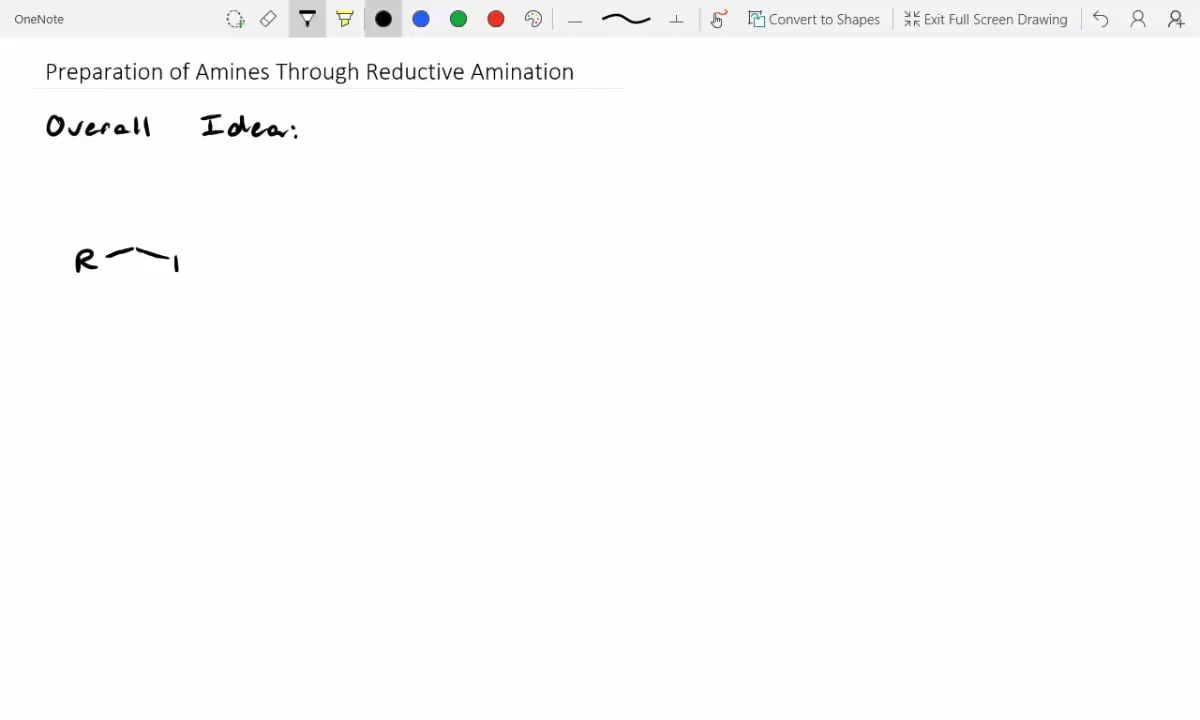 OneNote
Convert to Shapes
Exit Full Screen Drawing
Preparation of Amines Through Reductive Amination
Overall Idea:
R